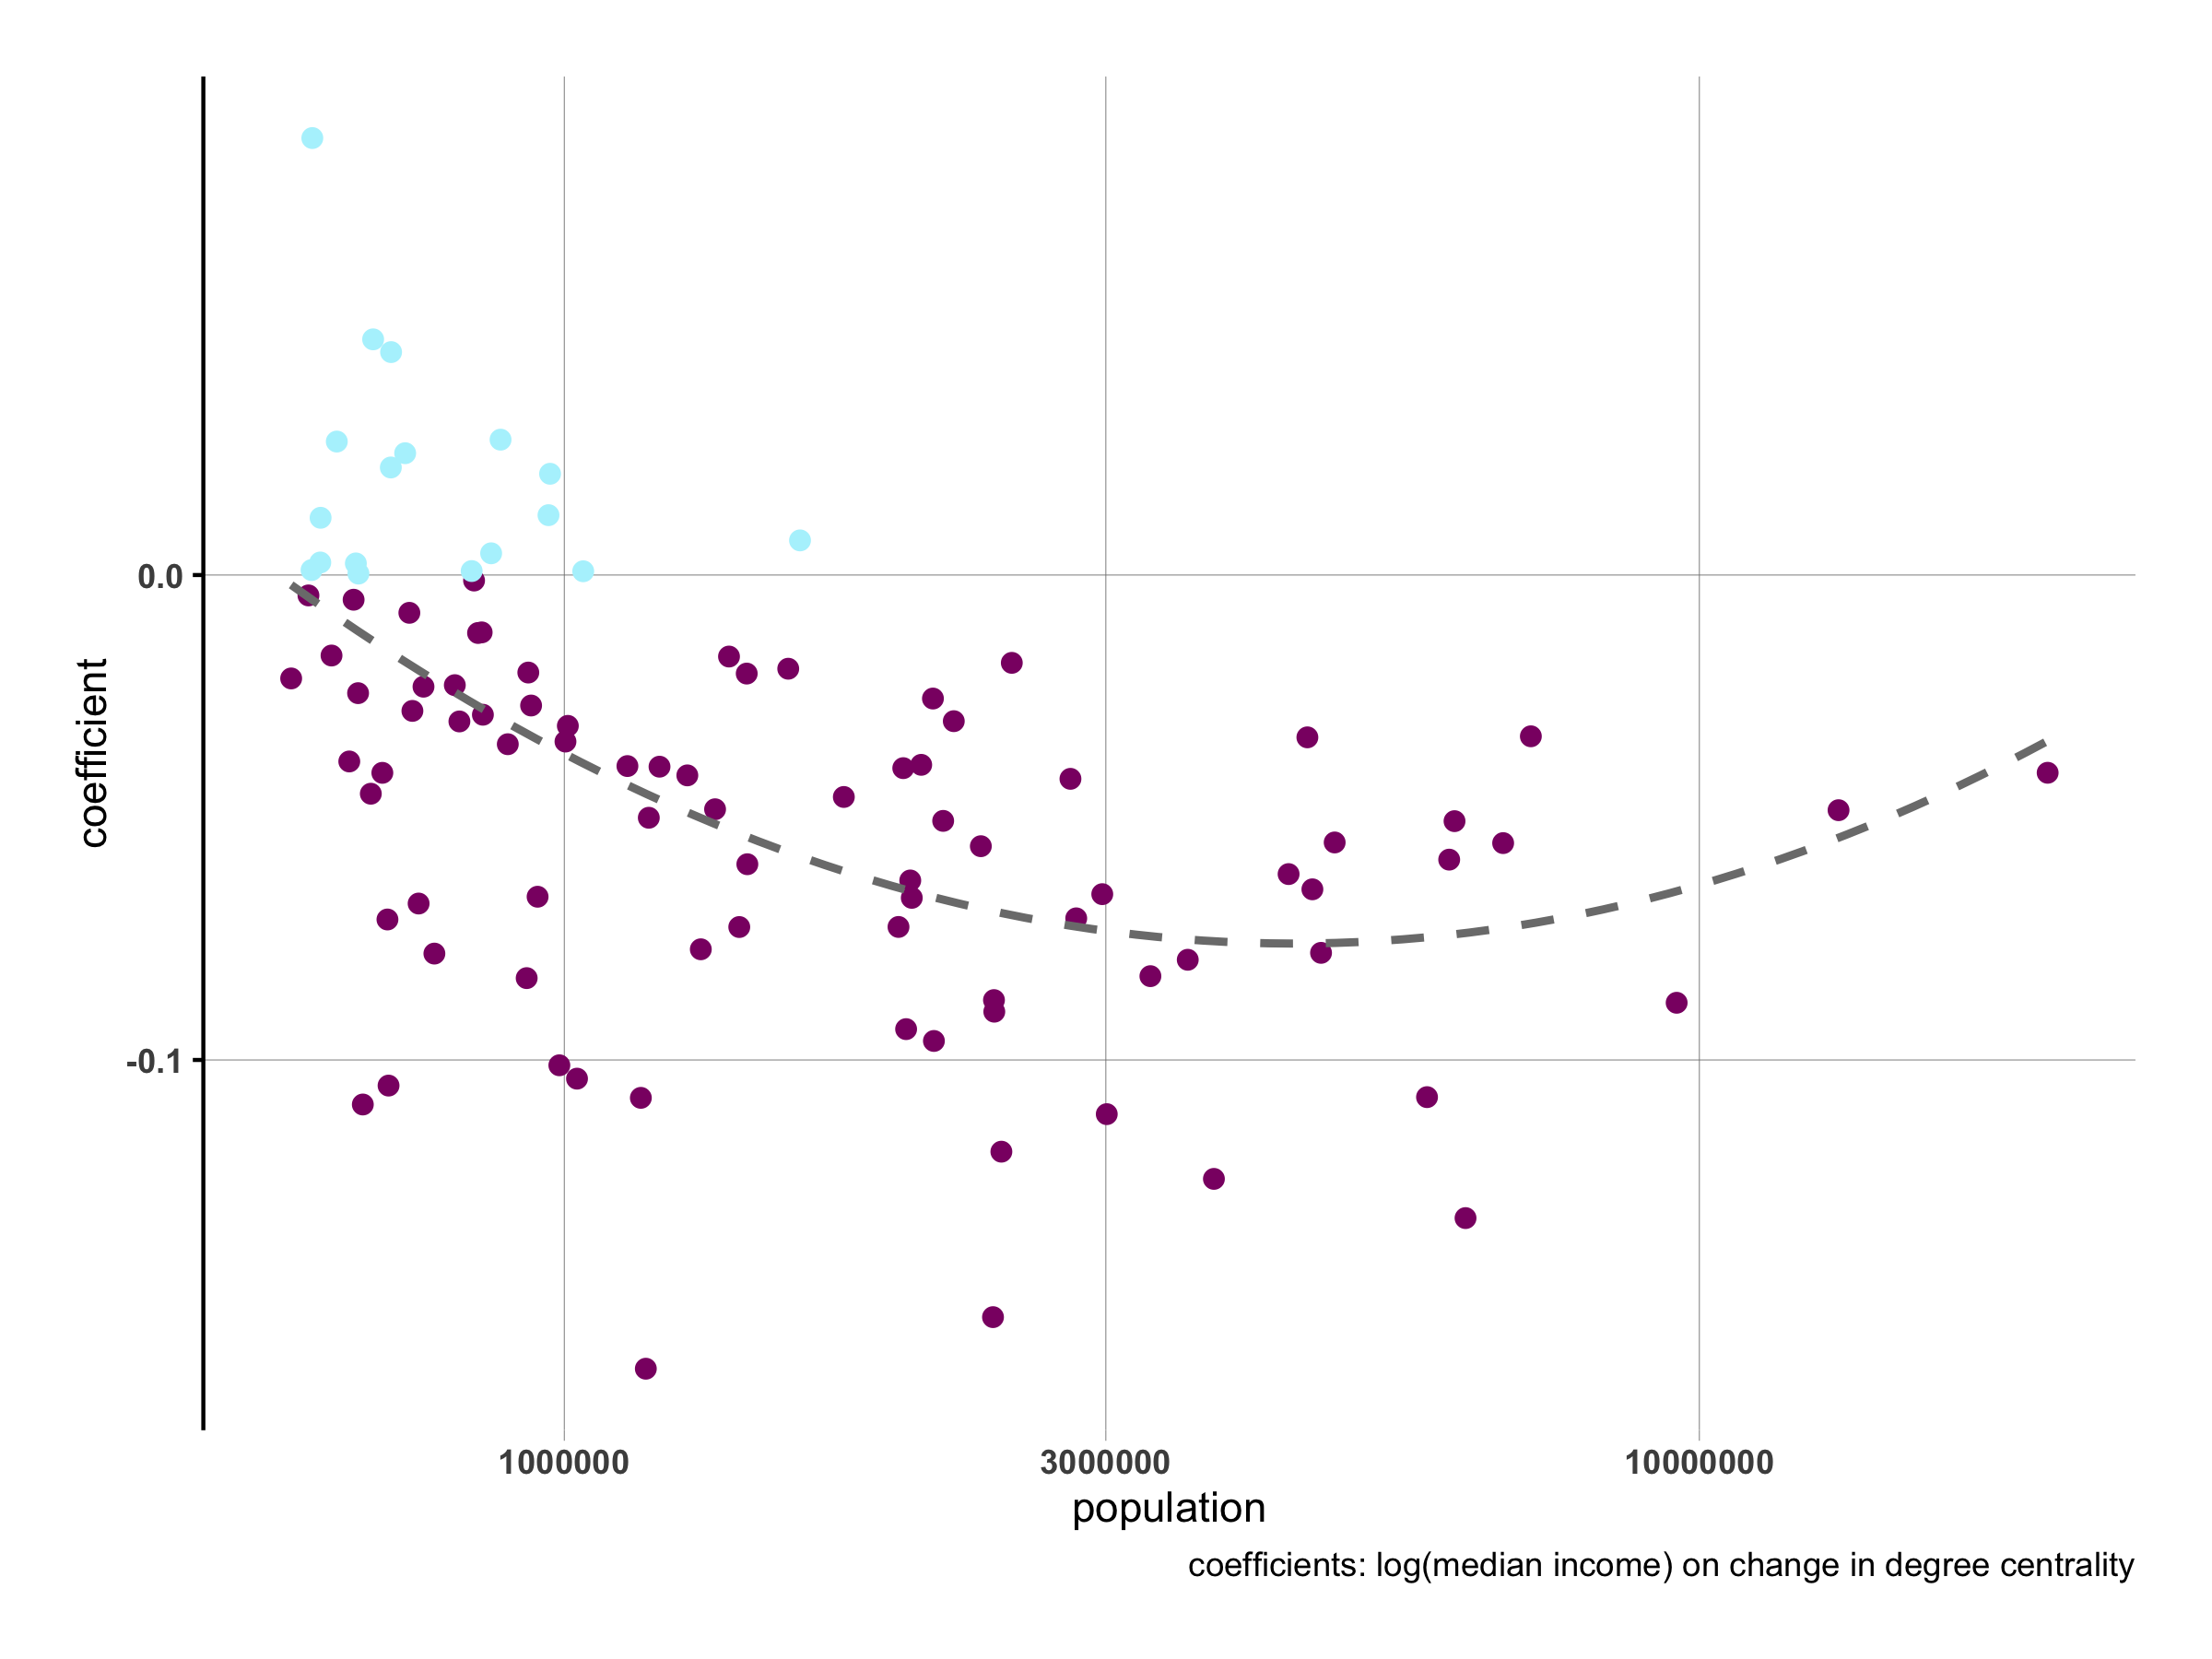 0.0
coefficient
-0.1
1000000 3000000 10000000
population
coefficients: log(median income) on change in degree centrality